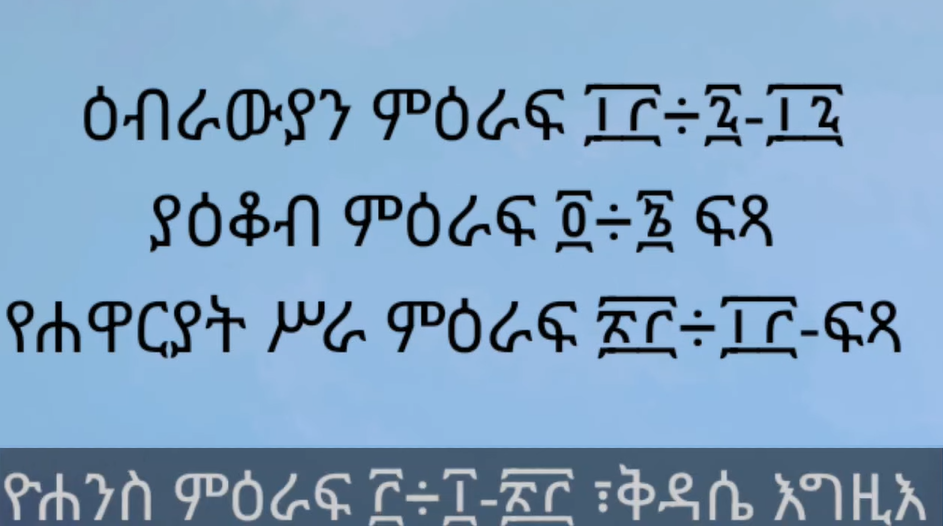 ዕብራውያን ምዕራፍ ፲፫÷፯-፲፯
ያዕቆብ ምዕራፍ ፬÷፮ ፍጻ
የሐዋርያት ሥራ ምዕራፍ ፳፫÷፲፫-ፍጻ
ዮሐንስ ምዕራፍ ፫÷፲-፳፫ ፣ቅዳሴ እግዚእ